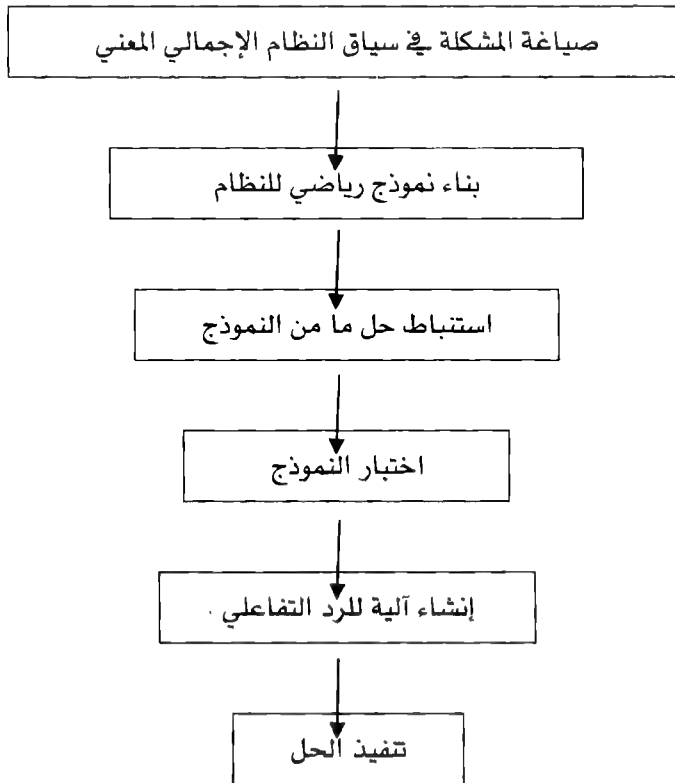 صياغة المشكلة في سياق النظام الإجمالي المعني
بناء نموذج رياضي للنظام
استنباط حل ما من النموذج
اختبار النموذج
إنشاء آلية للرد التفاعلي .
تنفيذ الحل